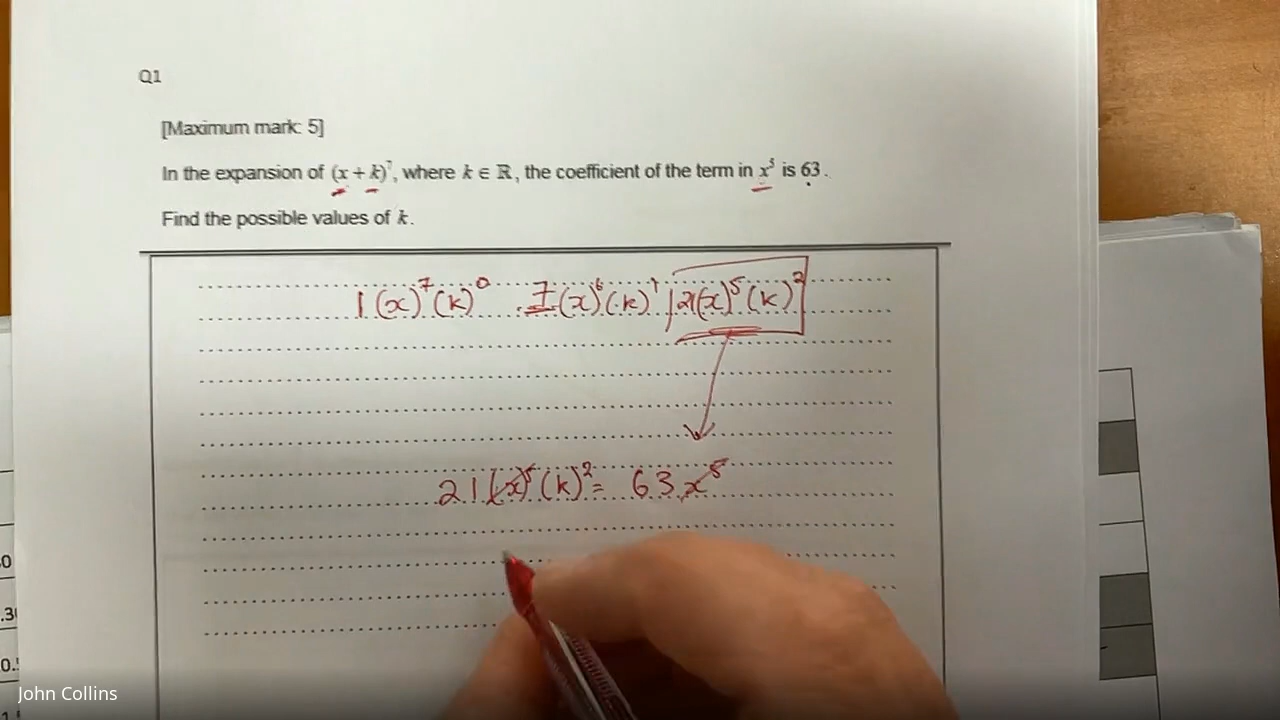 Q1
[Maximum mark: 5]
In the expansion of (x + k)⁷, where k ∈ ℝ, the coefficient of the term in x⁵ is 63.
Find the possible values of k.
1(x)⁷(k)⁰ 7(x)⁶(k)¹ 21(x)⁵(k)²
21(x)⁵(k)² = 63x⁵
John Collins